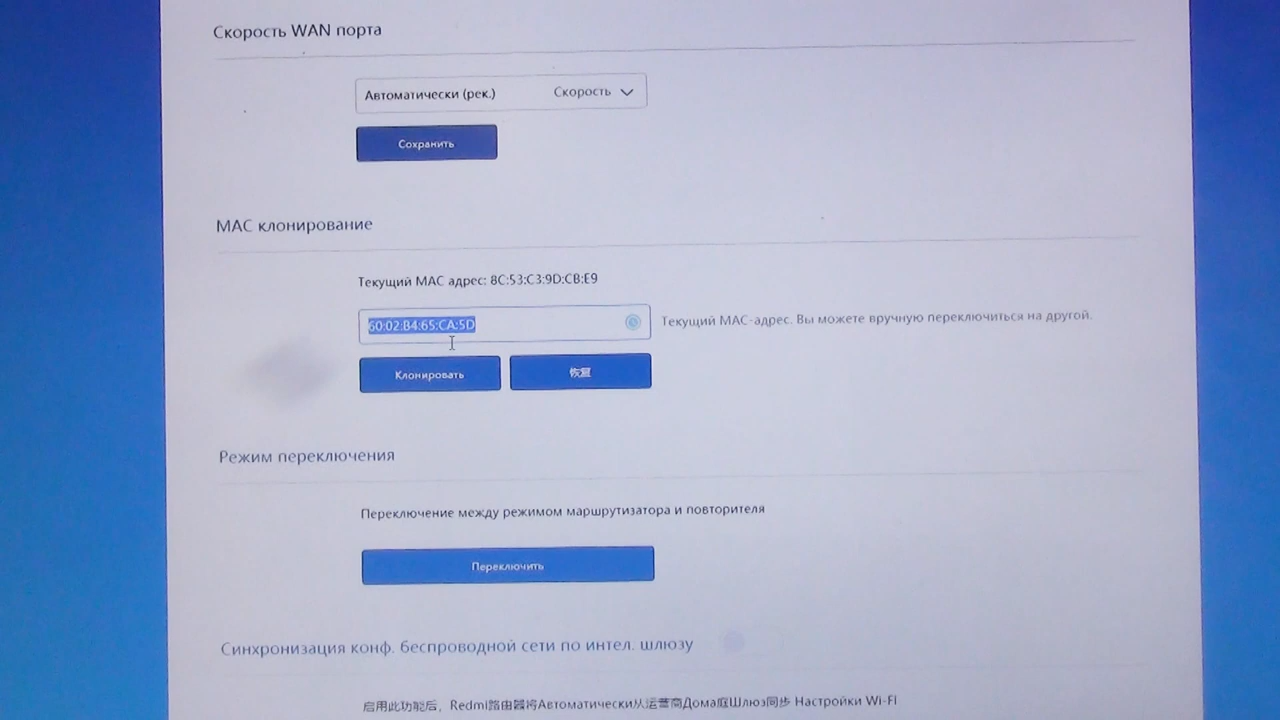 Скорость WAN порта
Автоматически (рек.) Скорость
Сохранить
MAC клонирование
Текущий MAC адрес: 8C:53:C3:9D:CB:E9
60:02:B4:65:CA:5D
Текущий MAC-адрес. Вы можете вручную переключиться на другой.
Клонировать 恢复
Режим переключения
Переключение между режимом маршрутизатора и повторителя
Переключить
Синхронизация конф. беспроводной сети по интел. шлюзу
启用此功能后，Redmi路由器将Автоматически从运营商Дома庭Шлюз同步 Настройки Wi-Fi